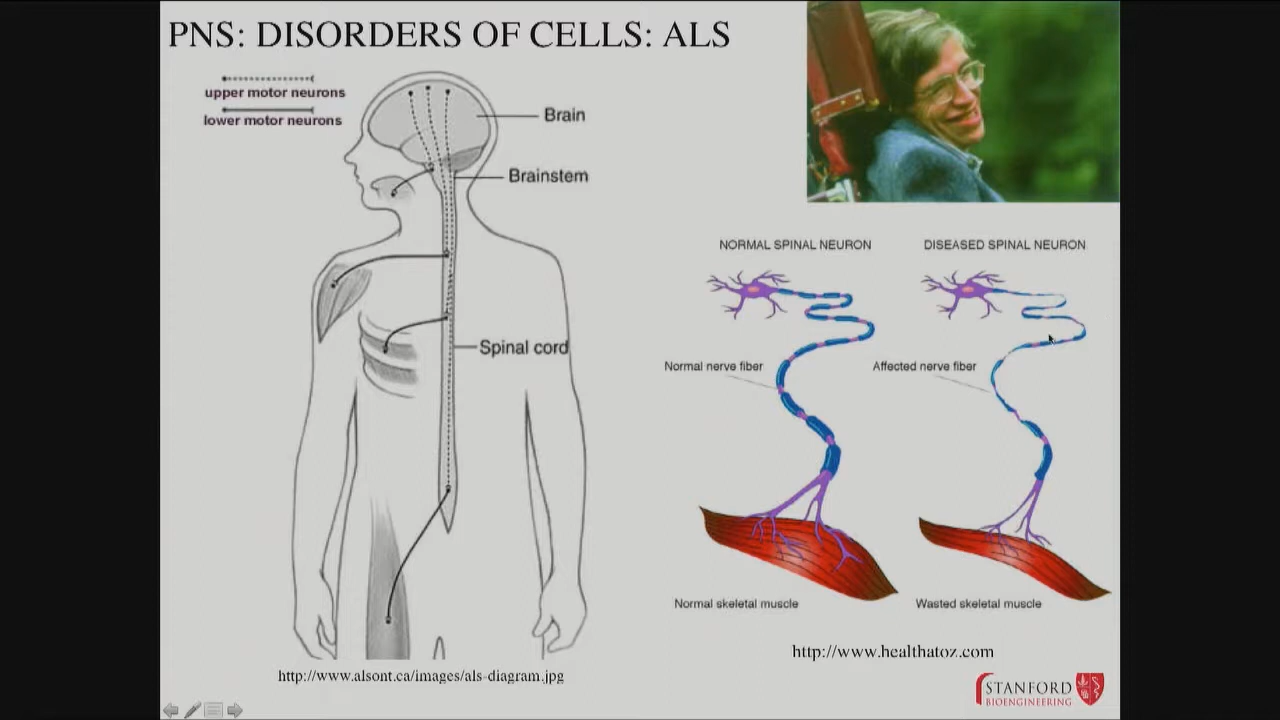 PNS: DISORDERS OF CELLS: ALS
upper motor neurons
lower motor neurons
Brain
Brainstem
Spinal cord
NORMAL SPINAL NEURON
DISEASED SPINAL NEURON
Normal nerve fiber
Affected nerve fiber
Normal skeletal muscle
Wasted skeletal muscle
http://www.healthatoz.com
http://www.alsont.ca/images/als-diagram.jpg
STANFORD
BIOENGINEERING